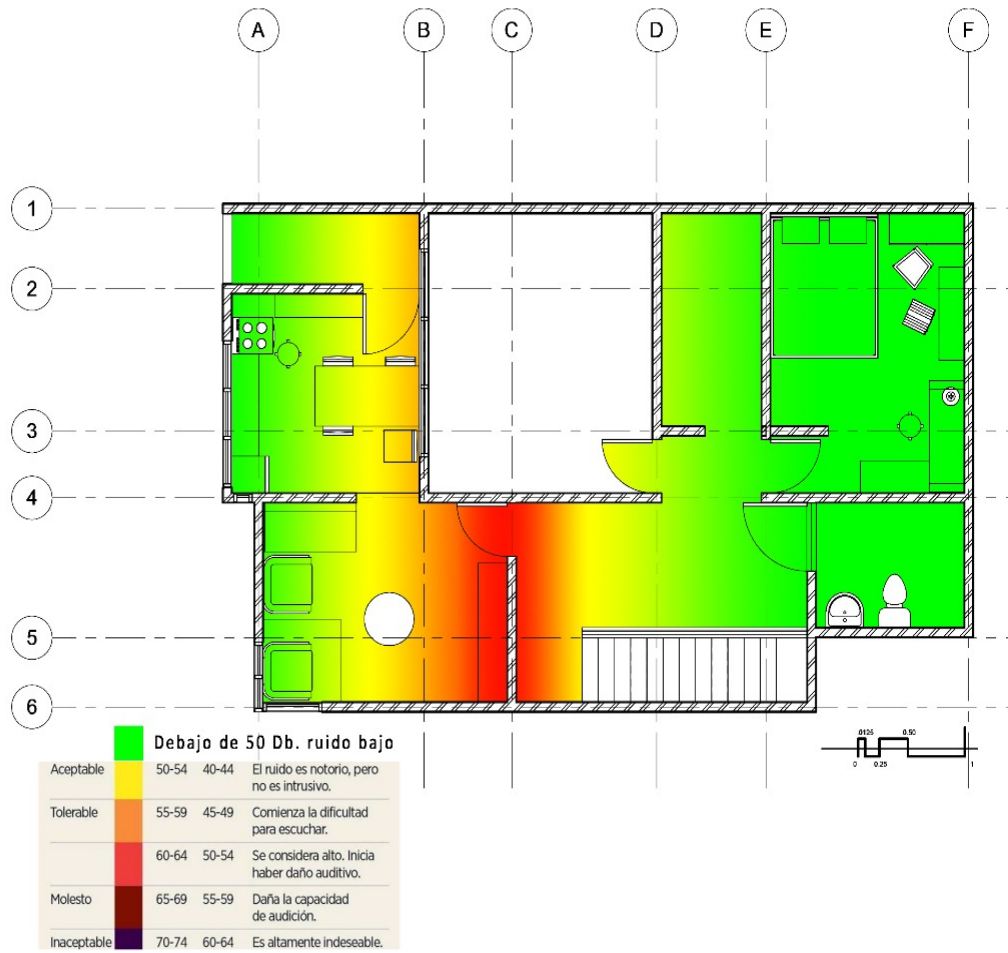 A B C D E F
1
2
3
4
5
6
.0125 0.50
0 0.25 1
Debajo de 50 Db. ruido bajo
Aceptable 50-54 40-44 El ruido es notorio, pero
no es intrusivo.
Tolerable 55-59 45-49 Comienza la dificultad
para escuchar.
60-64 50-54 Se considera alto. Inicia
haber daño auditivo.
Molesto 65-69 55-59 Daña la capacidad
de audición.
Inaceptable 70-74 60-64 Es altamente indeseable.